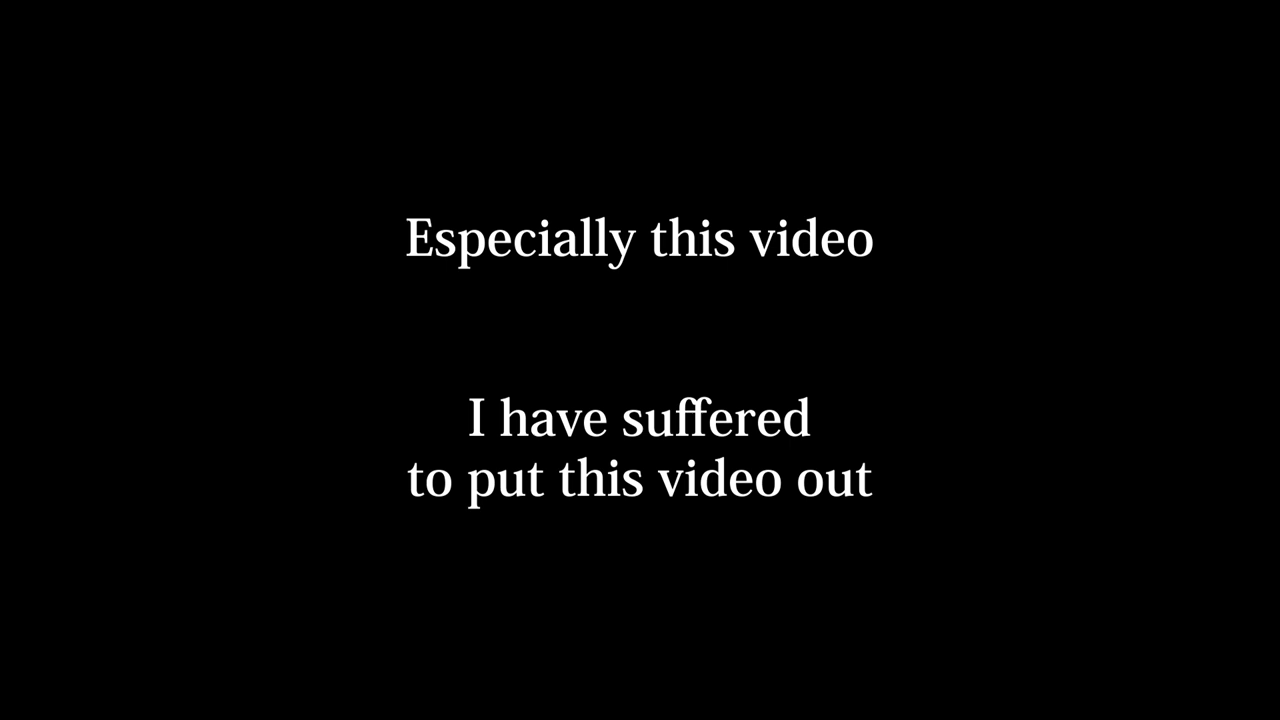 Especially this video
I have suffered
to put this video out